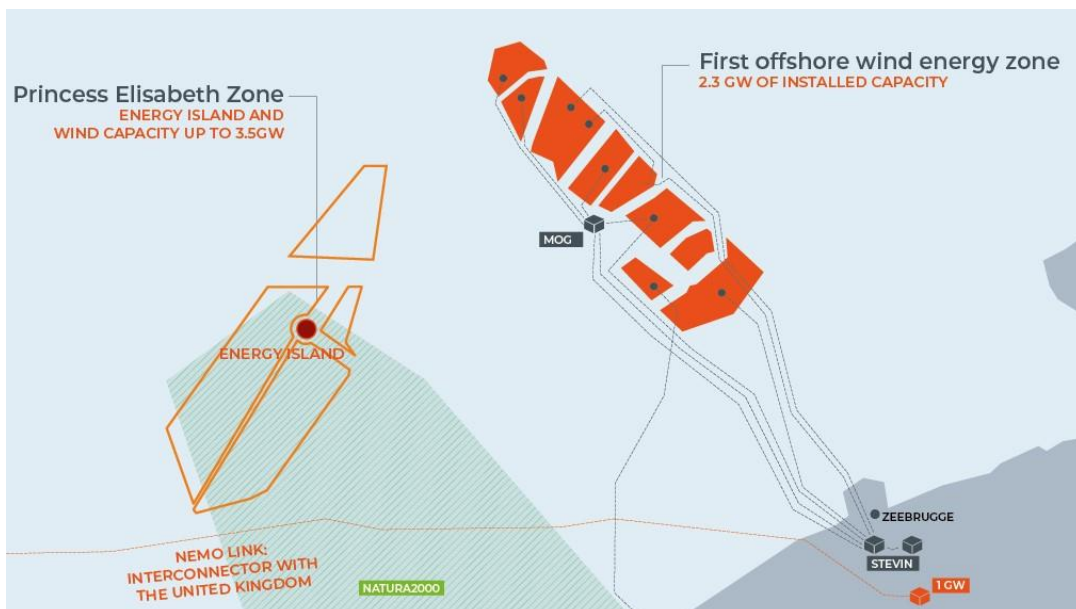 Princess Elisabeth Zone
ENERGY ISLAND AND
WIND CAPACITY UP TO 3.5GW
First offshore wind energy zone
2.3 GW OF INSTALLED CAPACITY
MOG
ENERGY ISLAND
ZEEBRUGGE
STEVIN
NEMO LINK:
INTERCONNECTOR WITH
THE UNITED KINGDOM
NATURA2000
1 GW